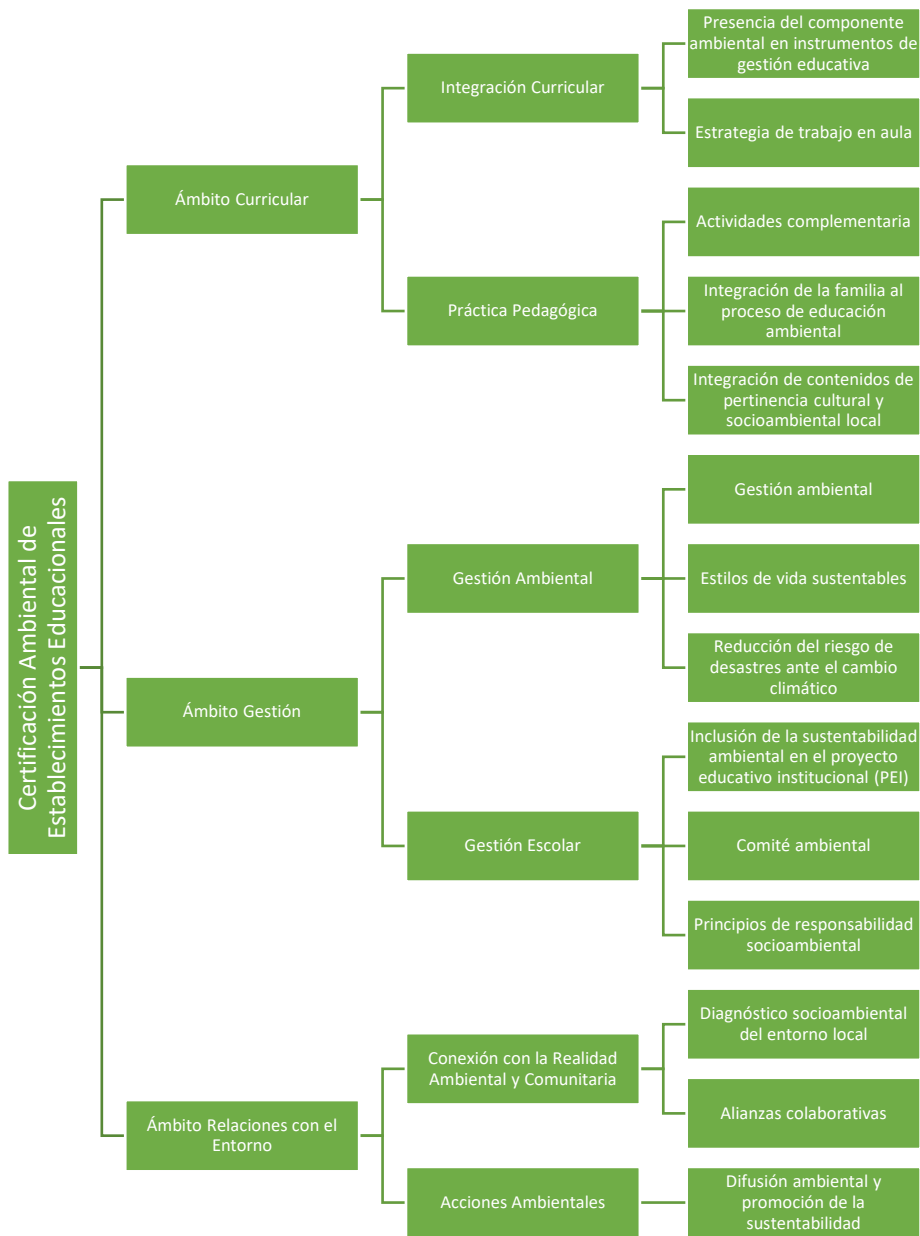 Certificación Ambiental de
Establecimientos Educacionales
Ámbito Curricular
Integración Curricular
Presencia del componente
ambiental en instrumentos de
gestión educativa
Estrategia de trabajo en aula
Práctica Pedagógica
Actividades complementaria
Integración de la familia al
proceso de educación
ambiental
Integración de contenidos de
pertinencia cultural y
socioambiental local
Ámbito Gestión
Gestión Ambiental
Gestión ambiental
Estilos de vida sustentables
Reducción del riesgo de
desastres ante el cambio
climático
Gestión Escolar
Inclusión de la sustentabilidad
ambiental en el proyecto
educativo institucional (PEI)
Comité ambiental
Principios de responsabilidad
socioambiental
Ámbito Relaciones con el
Entorno
Conexión con la Realidad
Ambiental y Comunitaria
Diagnóstico socioambiental
del entorno local
Alianzas colaborativas
Acciones Ambientales
Difusión ambiental y
promoción de la
sustentabilidad